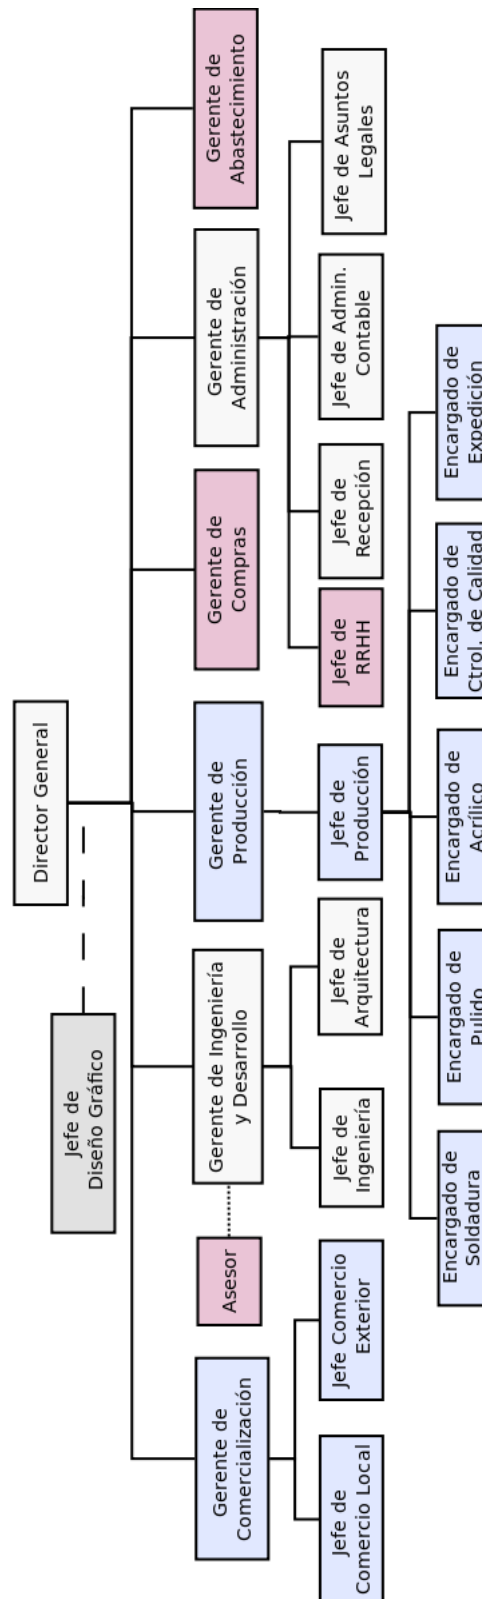 Director General
Jefe de
Diseño Gráfico
Gerente de
Comercialización
Asesor
Gerente de Ingeniería
y Desarrollo
Gerente de
Producción
Gerente de
Compras
Gerente de
Administración
Gerente de
Abastecimiento
Jefe de
Comercio Local
Jefe Comercio
Exterior
Jefe de
Ingeniería
Jefe de
Arquitectura
Jefe de
Producción
Jefe de
RRHH
Jefe de
Recepción
Jefe de Admin.
Contable
Jefe de Asuntos
Legales
Encargado de
Soldadura
Encargado de
Pulido
Encargado de
Acrílico
Encargado de
Ctrol. de Calidad
Encargado de
Expedición